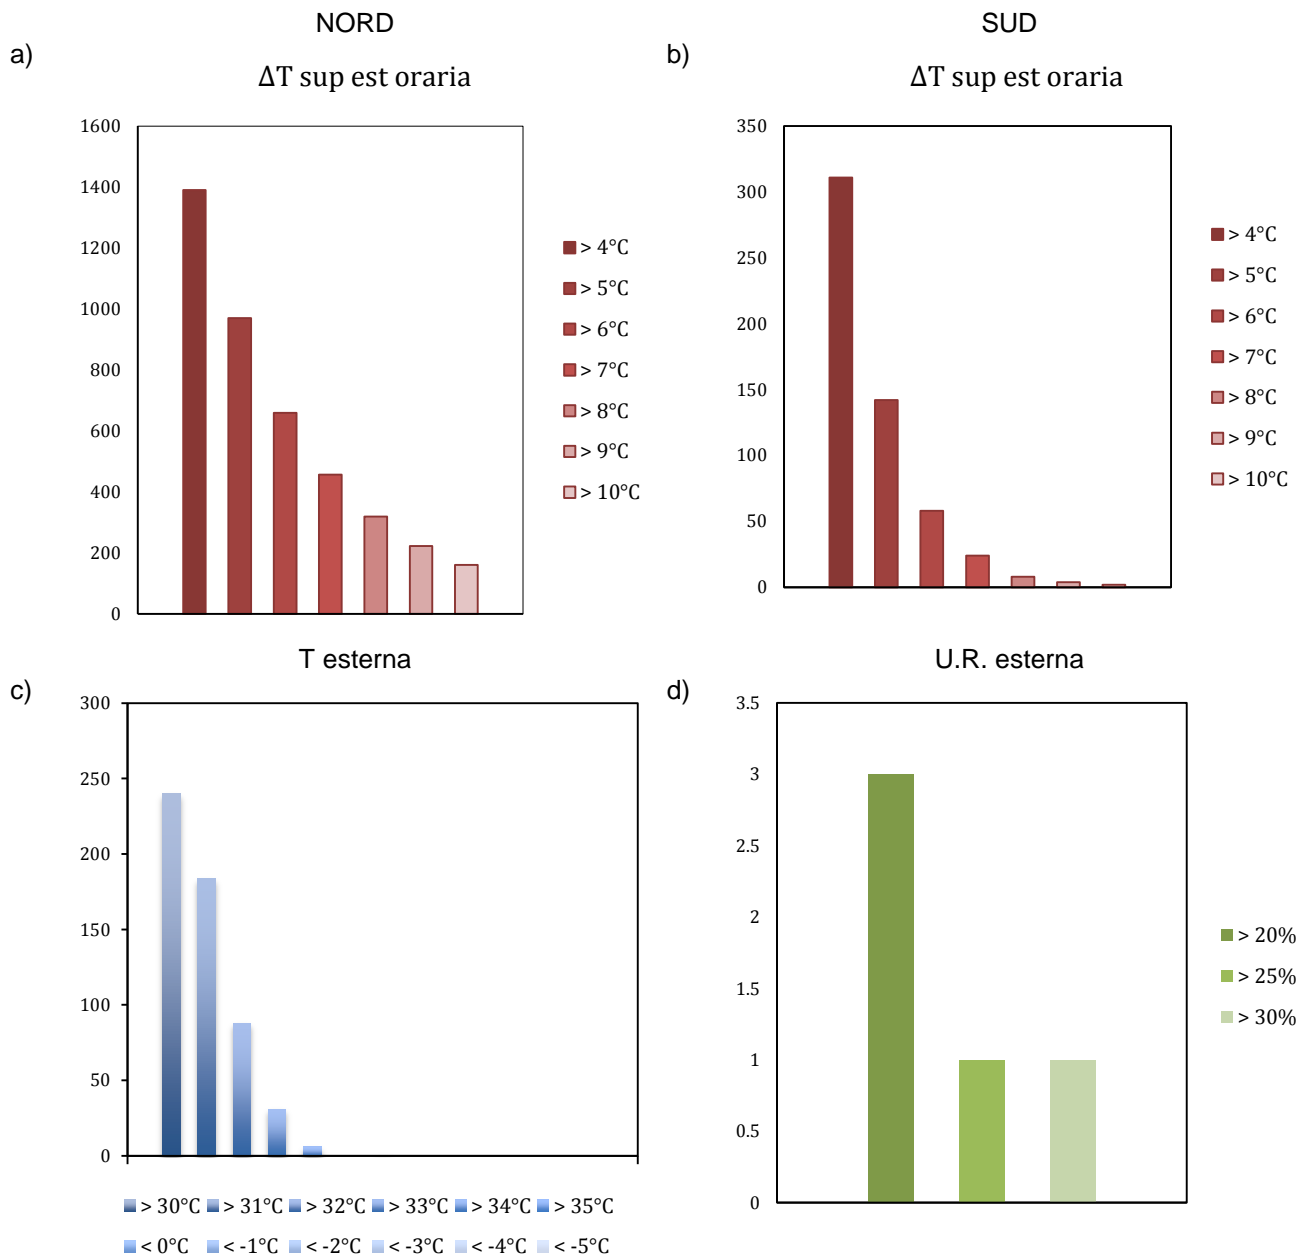 NORD
a)
ΔT sup est oraria
1600
1400
1200
1000
800
600
400
200
0
> 4°C
> 5°C
> 6°C
> 7°C
> 8°C
> 9°C
> 10°C
SUD
b)
ΔT sup est oraria
350
300
250
200
150
100
50
0
> 4°C
> 5°C
> 6°C
> 7°C
> 8°C
> 9°C
> 10°C
T esterna
c)
300
250
200
150
100
50
0
> 30°C > 31°C > 32°C > 33°C > 34°C > 35°C
< 0°C < -1°C < -2°C < -3°C < -4°C < -5°C
U.R. esterna
d)
3.5
3
2.5
2
1.5
1
0.5
0
> 20%
> 25%
> 30%